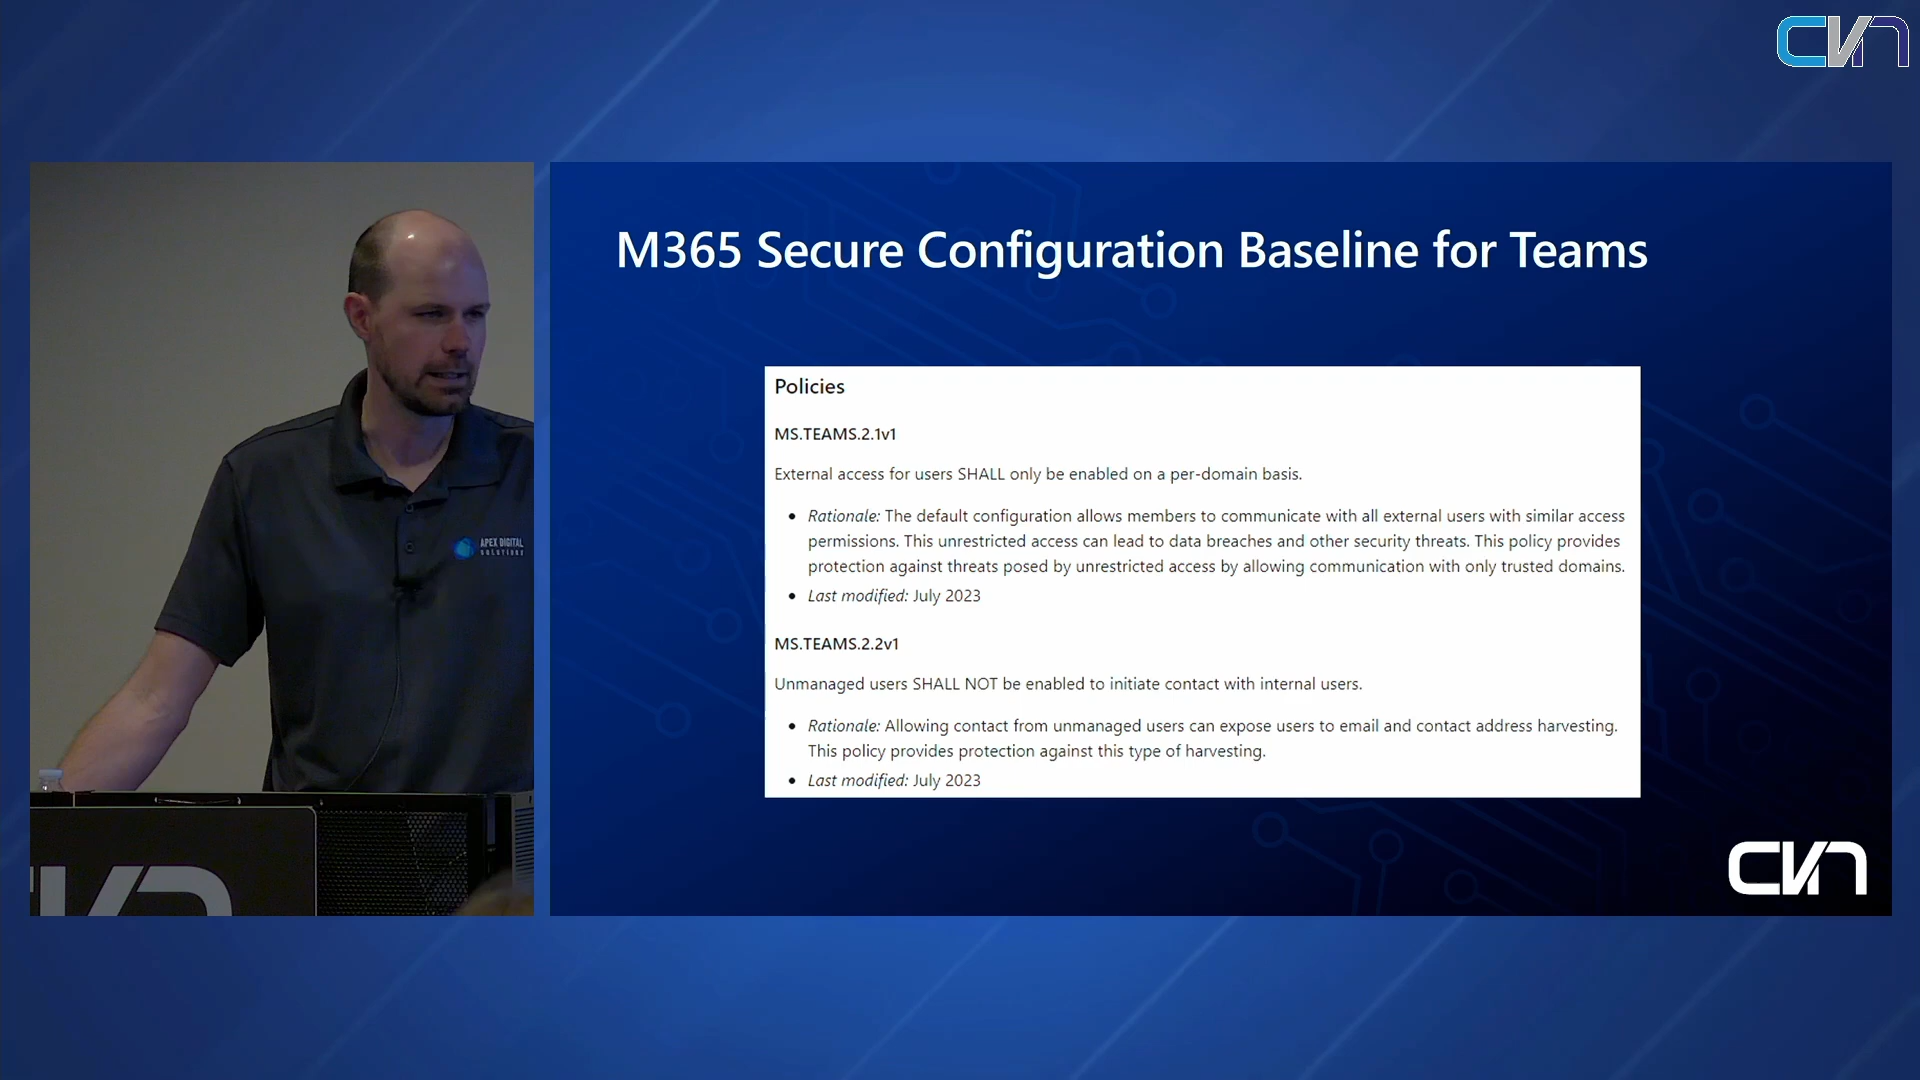 CVN
M365 Secure Configuration Baseline for Teams
Policies
MS.TEAMS.2.1v1
External access for users SHALL only be enabled on a per-domain basis.
• Rationale: The default configuration allows members to communicate with all external users with similar access
permissions. This unrestricted access can lead to data breaches and other security threats. This policy provides
protection against threats posed by unrestricted access by allowing communication with only trusted domains.
• Last modified: July 2023
MS.TEAMS.2.2v1
Unmanaged users SHALL NOT be enabled to initiate contact with internal users.
• Rationale: Allowing contact from unmanaged users can expose users to email and contact address harvesting.
This policy provides protection against this type of harvesting.
• Last modified: July 2023
CVN
APEX DIGITAL
SOLUTIONS